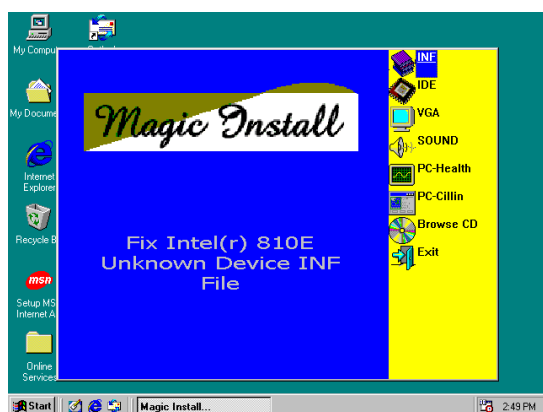 My Compu
My Docume
Internet
Explorer
Recycle B
msn
Setup MS
Internet A
Online
Services
Magic Install
Fix Intel(r) 810E
Unknown Device INF
File
INF
IDE
VGA
SOUND
PC-Health
PC-Cillin
Browse CD
Exit
Start
Magic Install...
2:49 PM